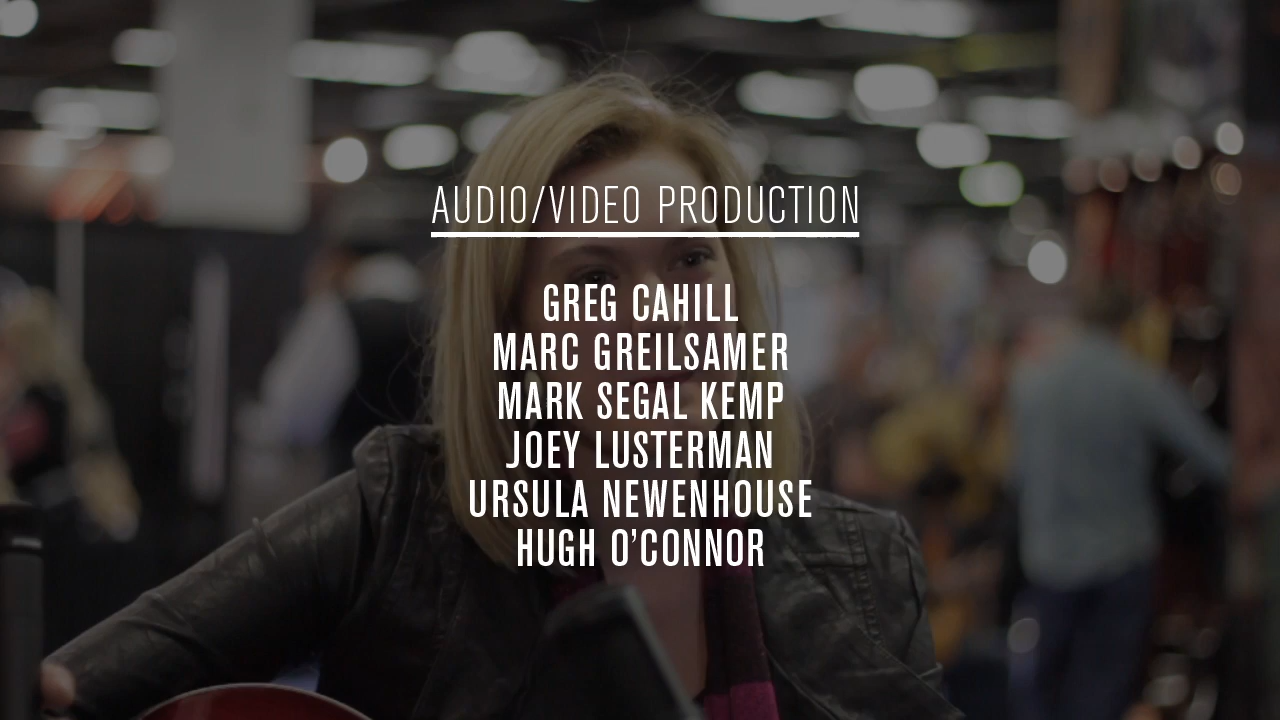 AUDIO/VIDEO PRODUCTION
GREG CAHILL
MARC GREILSAMER
MARK SEGAL KEMP
JOEY LUSTERMAN
URSULA NEWENHOUSE
HUGH O’CONNOR